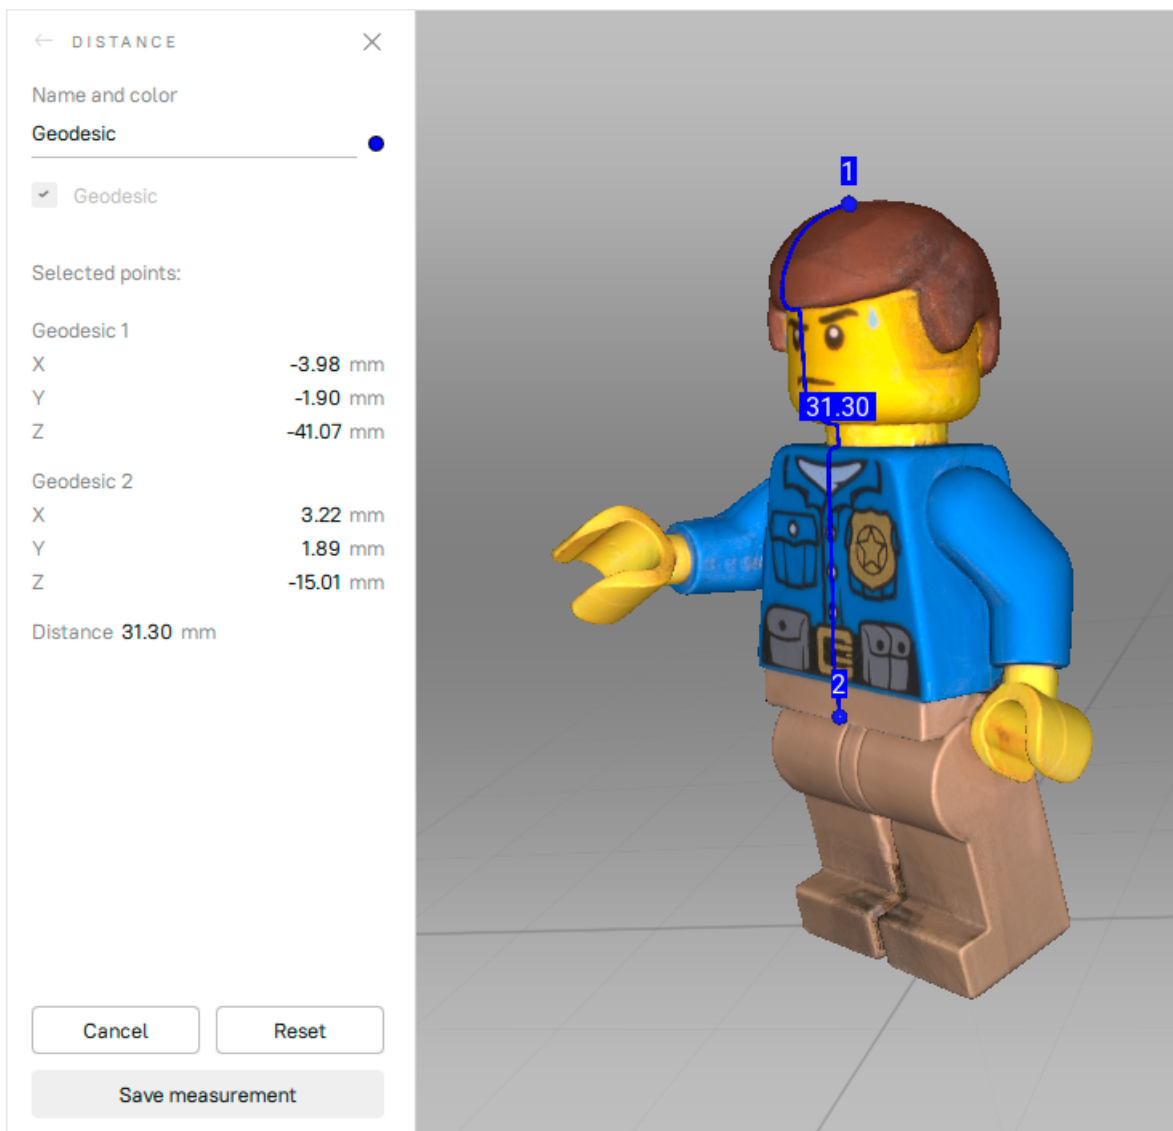 DISTANCE
Name and color
Geodesic
Geodesic
Selected points:
Geodesic 1
X -3.98 mm
Y -1.90 mm
Z -41.07 mm
Geodesic 2
X 3.22 mm
Y 1.89 mm
Z -15.01 mm
Distance 31.30 mm
Cancel Reset
Save measurement
1
31.30
2